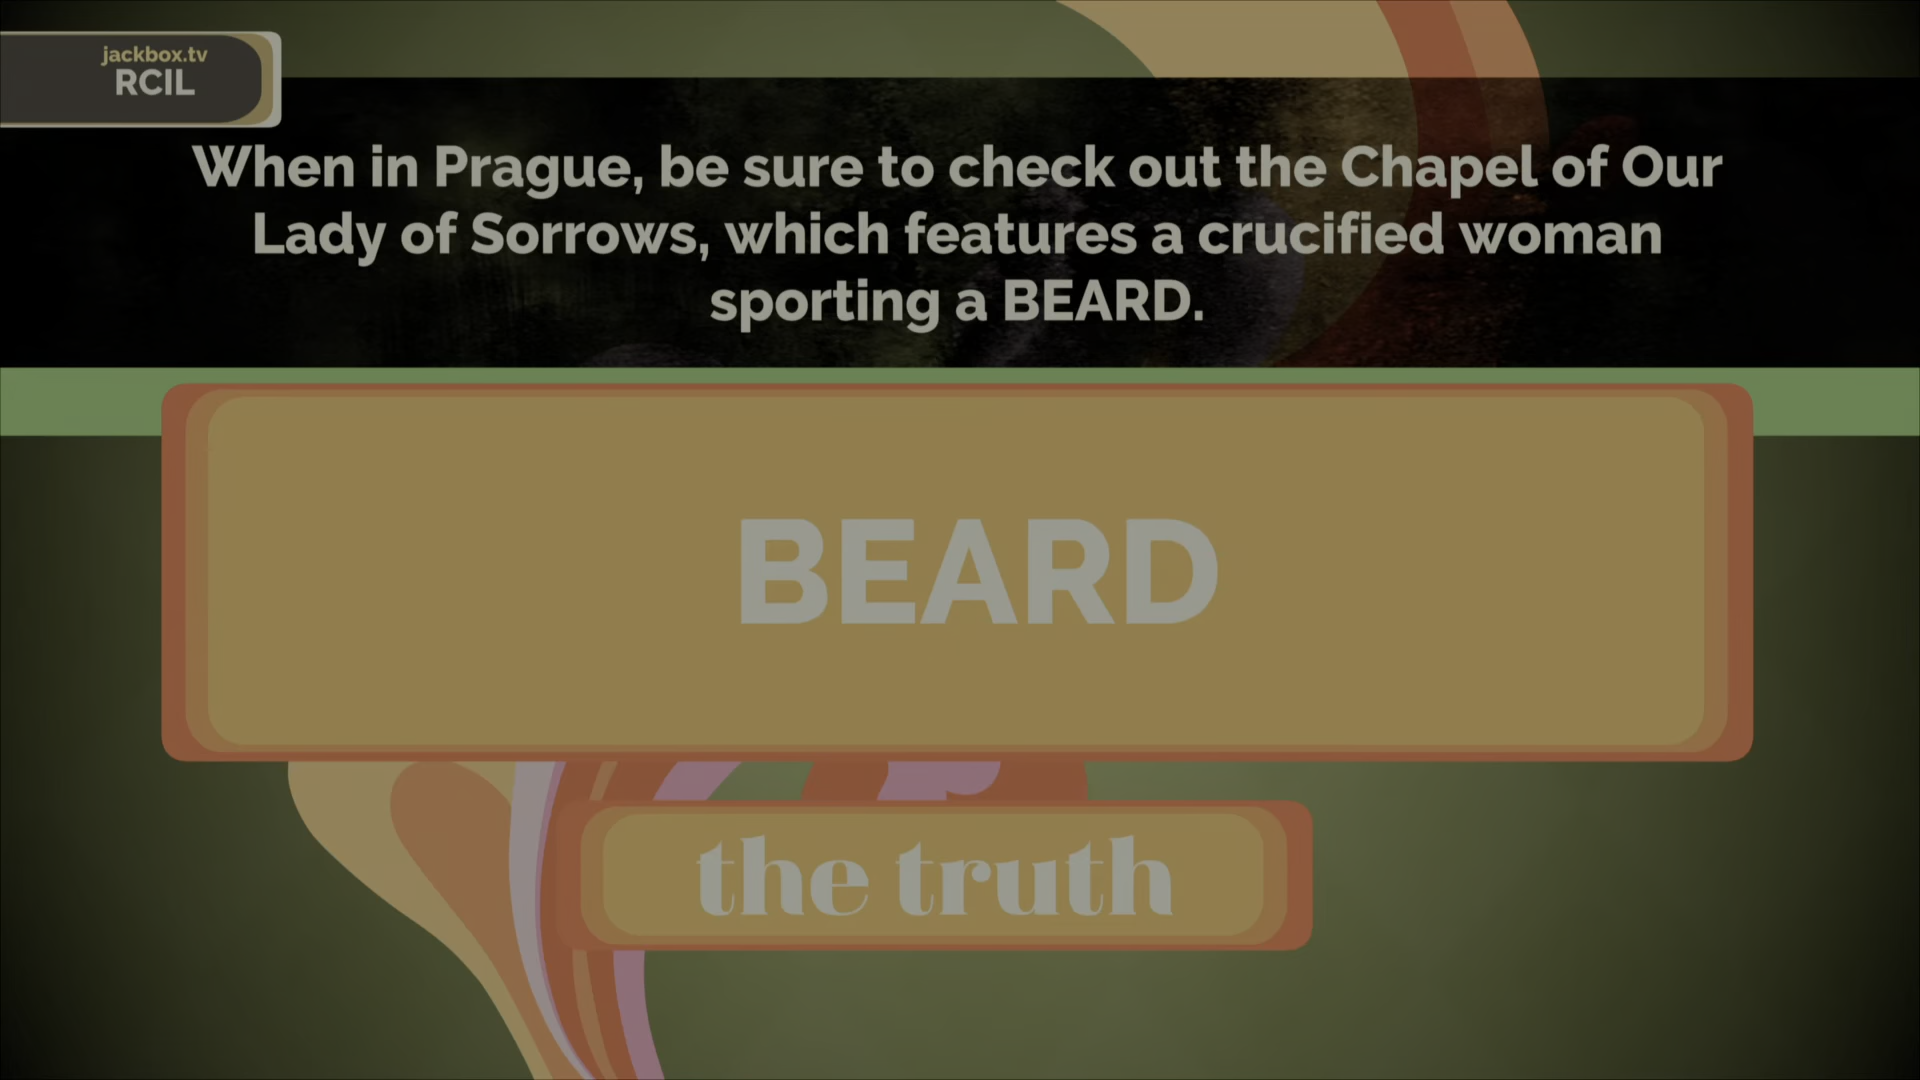 jackbox.tv
RCIL
When in Prague, be sure to check out the Chapel of Our
Lady of Sorrows, which features a crucified woman
sporting a BEARD.
BEARD
the truth